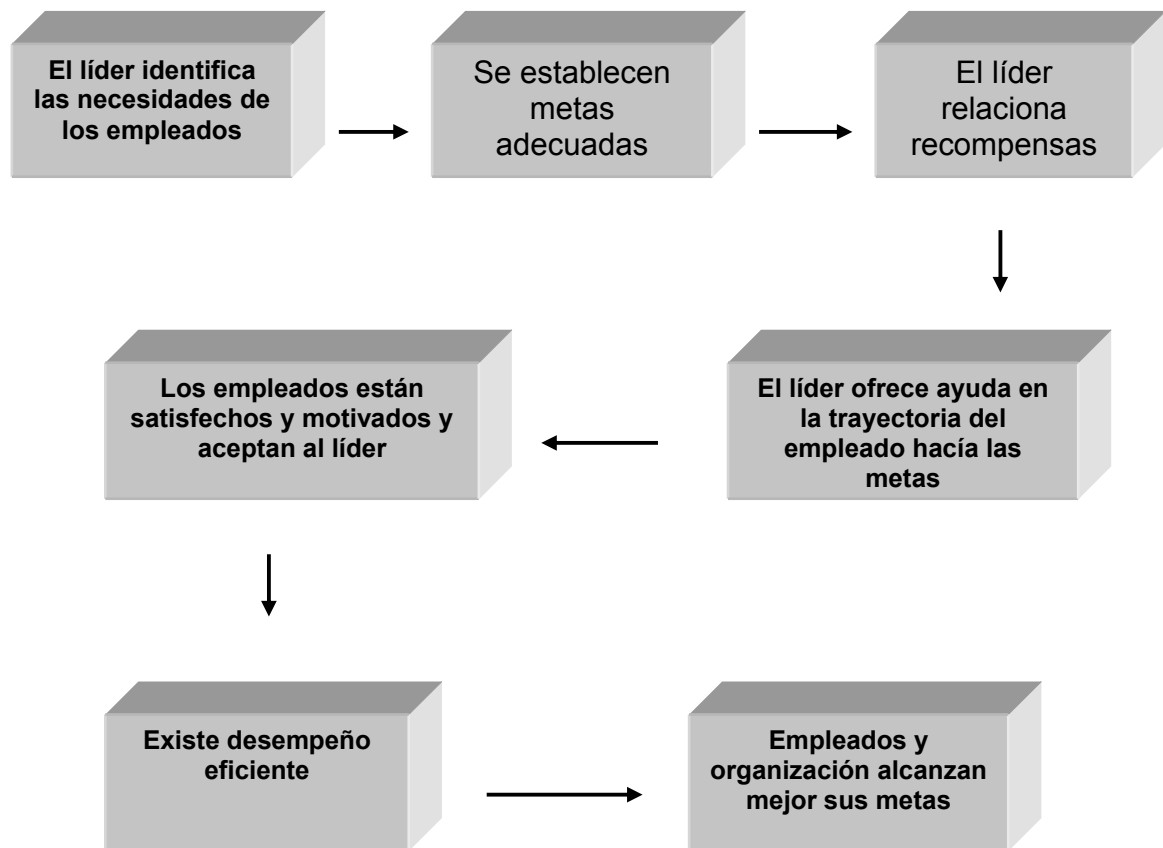 El líder identifica
las necesidades de
los empleados
Se establecen
metas
adecuadas
El líder
relaciona
recompensas
El líder ofrece ayuda en
la trayectoria del
empleado hacía las
metas
Los empleados están
satisfechos y motivados y
aceptan al líder
Existe desempeño
eficiente
Empleados y
organización alcanzan
mejor sus metas